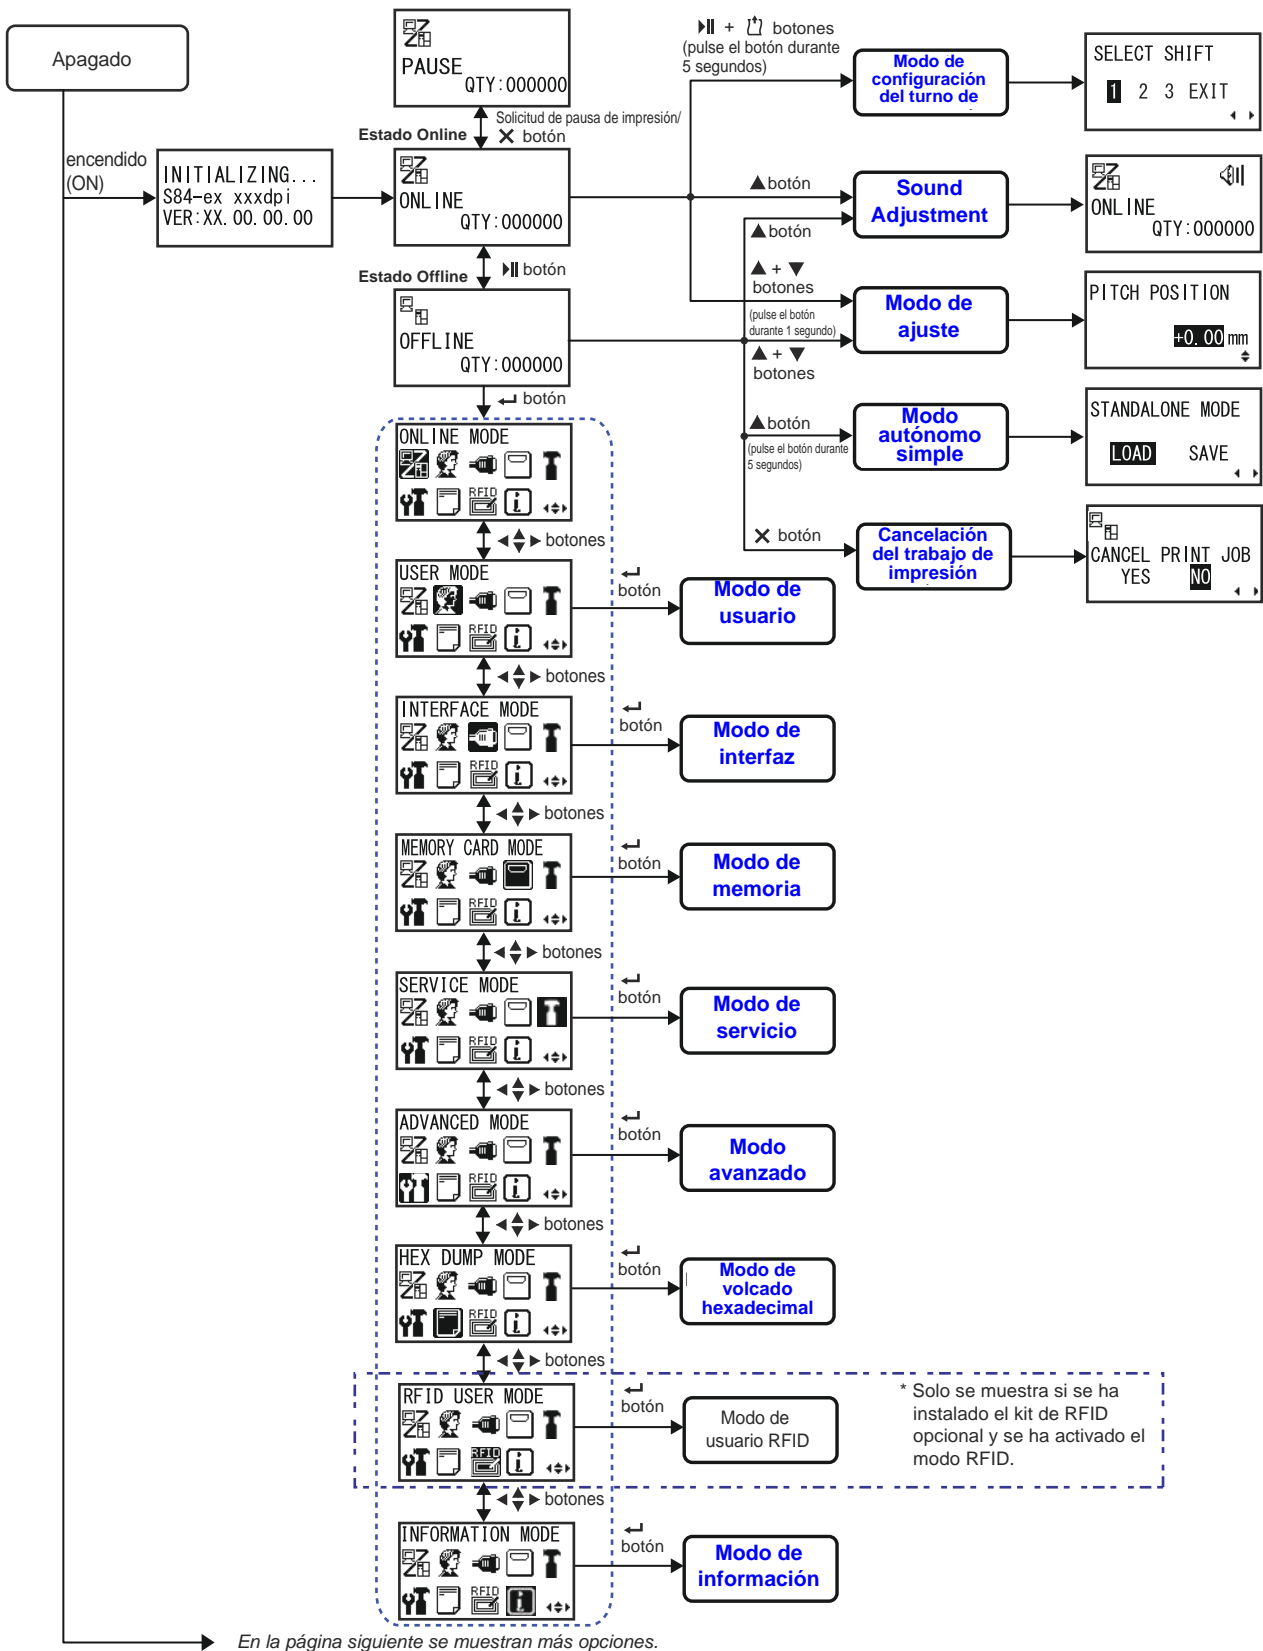 Apagado
encendido
(ON)
INITIALIZING...
S84-ex xxxdpi
VER:XX.00.00.00
PAUSE
QTY:000000
Estado Online
Solicitud de pausa de impresión/
botón
ONLINE
QTY:000000
Estado Offline
botón
OFFLINE
QTY:000000
botón
+ botones
(pulse el botón durante
5 segundos)
Modo de
configuración
del turno de
SELECT SHIFT
1 2 3 EXIT
botón
botón
Sound
Adjustment
ONLINE
QTY:000000
+
botones
(pulse el botón
durante 1 segundo)
+
botones
Modo de
ajuste
PITCH POSITION
+0.00 mm
botón
(pulse el botón durante
5 segundos)
Modo
autónomo
simple
STANDALONE MODE
LOAD SAVE
botón
Cancelación
del trabajo de
impresión
CANCEL PRINT JOB
YES NO
ONLINE MODE
RFID
botones
USER MODE
RFID
botón
Modo de
usuario
botones
INTERFACE MODE
RFID
botón
Modo de
interfaz
botones
MEMORY CARD MODE
RFID
botón
Modo de
memoria
botones
SERVICE MODE
RFID
botón
Modo de
servicio
botones
ADVANCED MODE
RFID
botón
Modo
avanzado
botones
HEX DUMP MODE
RFID
botón
Modo de
volcado
hexadecimal
botones
RFID USER MODE
RFID
botón
Modo de
usuario RFID
* Solo se muestra si se ha
instalado el kit de RFID
opcional y se ha activado el
modo RFID.
botones
INFORMATION MODE
RFID
botón
Modo de
información
En la página siguiente se muestran más opciones.